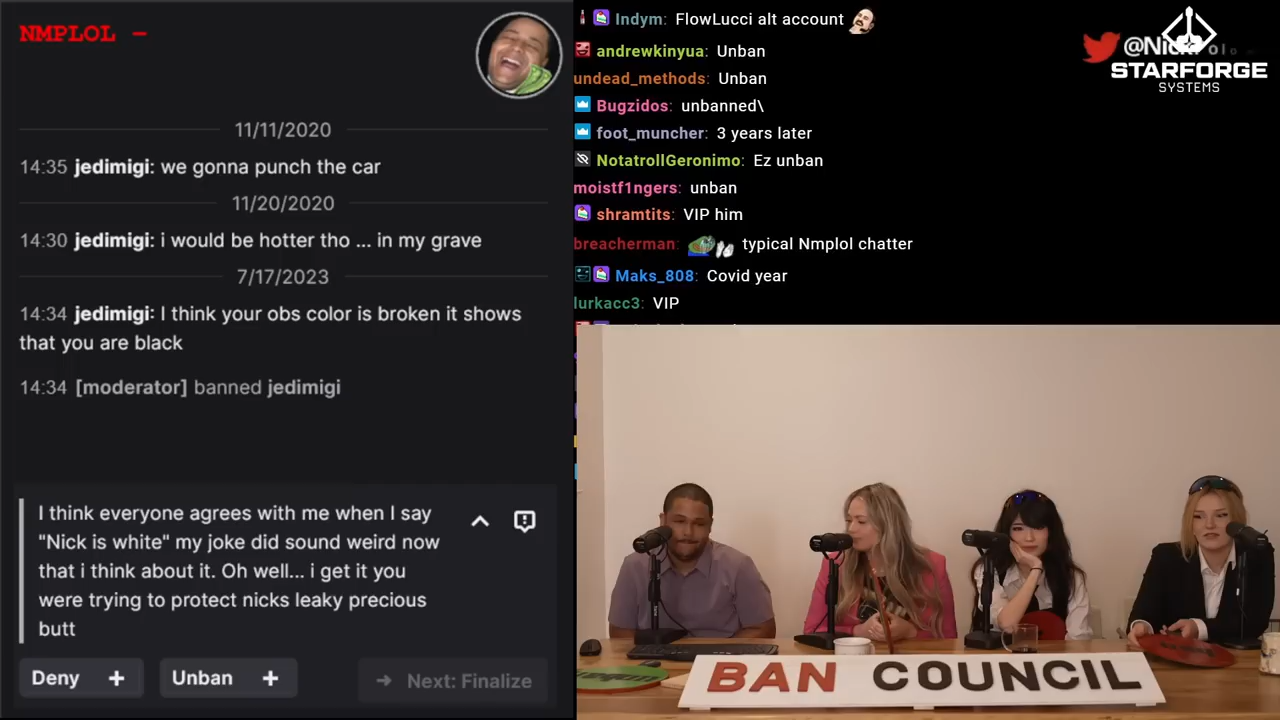 NMPLOL -
11/11/2020
14:35 jedimigi: we gonna punch the car
11/20/2020
14:30 jedimigi: i would be hotter tho ... in my grave
7/17/2023
14:34 jedimigi: I think your obs color is broken it shows
that you are black
14:34 [moderator] banned jedimigi
I think everyone agrees with me when I say
"Nick is white" my joke did sound weird now
that i think about it. Oh well... i get it you
were trying to protect nicks leaky precious
butt
Deny +
Unban +
→ Next: Finalize
Indym: FlowLucci alt account
andrewkinyua: Unban
undead_methods: Unban
Bugzidos: unbanned\
foot_muncher: 3 years later
NotatrollGeronimo: Ez unban
moistf1ngers: unban
shramtits: VIP him
breacherman: typical Nmplol chatter
Maks_808: Covid year
lurkacc3: VIP
STARFORGE
SYSTEMS
BAN COUNCIL